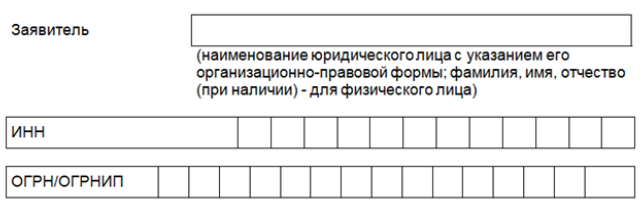 Заявитель
(наименование юридического лица с указанием его
организационно-правовой формы; фамилия, имя, отчество
(при наличии) - для физического лица)
ИНН
ОГРН/ОГРНИП